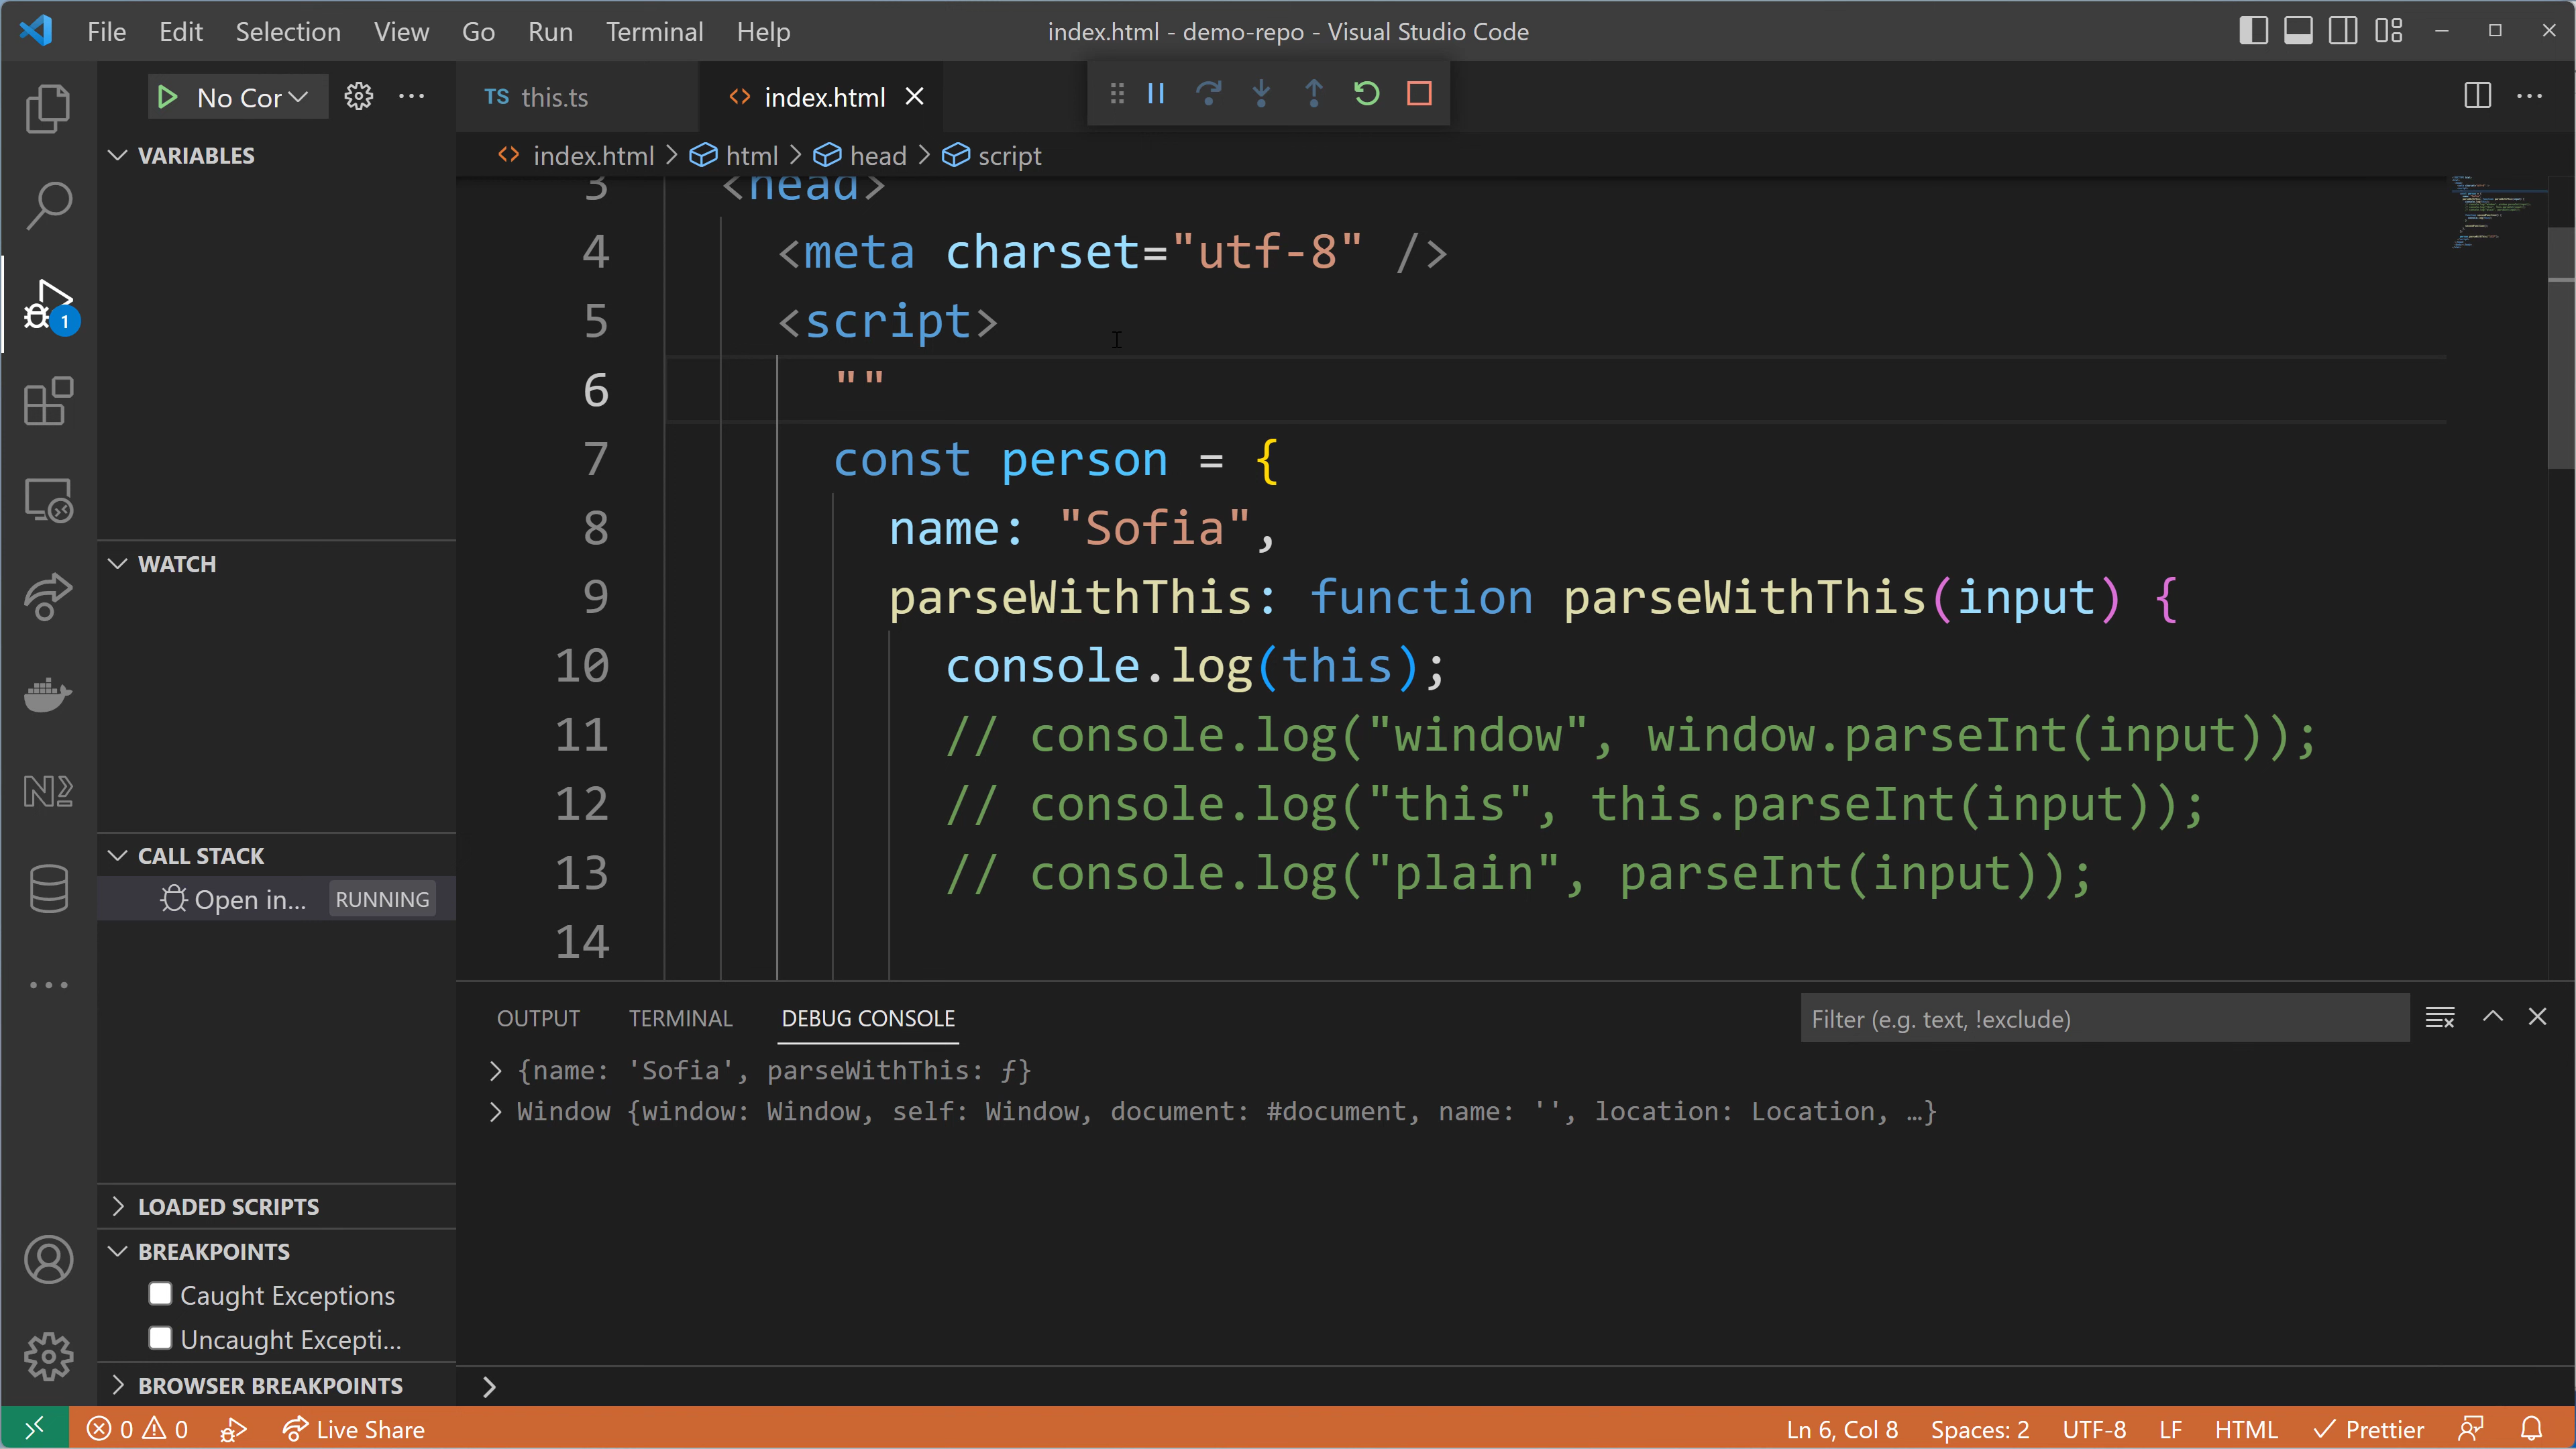 File Edit Selection View Go Run Terminal Help
index.html - demo-repo - Visual Studio Code
No Cor
TS this.ts
index.html
index.html > html > head > script
VARIABLES
WATCH
CALL STACK
Open in... RUNNING
LOADED SCRIPTS
BREAKPOINTS
Caught Exceptions
Uncaught Excepti...
BROWSER BREAKPOINTS
1
3 <head>
4 <meta charset="utf-8" />
5 <script>
6 ""
7 const person = {
8 name: "Sofia",
9 parseWithThis: function parseWithThis(input) {
10 console.log(this);
11 // console.log("window", window.parseInt(input));
12 // console.log("this", this.parseInt(input));
13 // console.log("plain", parseInt(input));
14
OUTPUT TERMINAL DEBUG CONSOLE
Filter (e.g. text, !exclude)
> {name: 'Sofia', parseWithThis: ƒ}
> Window {window: Window, self: Window, document: #document, name: '', location: Location, …}
>
0 0 Live Share
Ln 6, Col 8 Spaces: 2 UTF-8 LF HTML Prettier